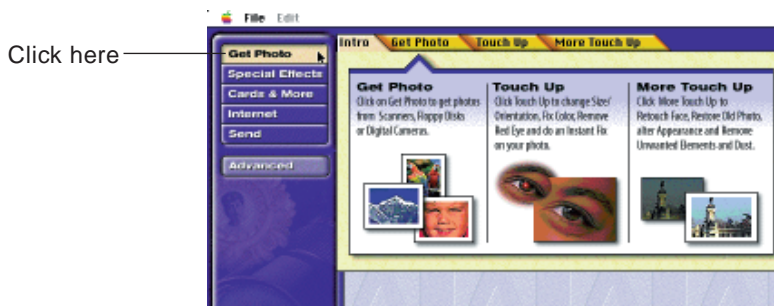 File Edit
Click here
Get Photo
Special Effects
Cards & More
Internet
Send
Advanced
Intro Get Photo Touch Up More Touch Up
Get Photo
Click on Get Photo to get photos
from Scanners, Floppy Disks
or Digital Cameras.
Touch Up
Click Touch Up to change Size/
Orientation, Fix Color, Remove
Red Eye and do an Instant Fix
on your photo.
More Touch Up
Click More Touch Up to
Retouch Face, Restore Old Photo,
alter Appearance and Remove
Unwanted Elements and Dust.